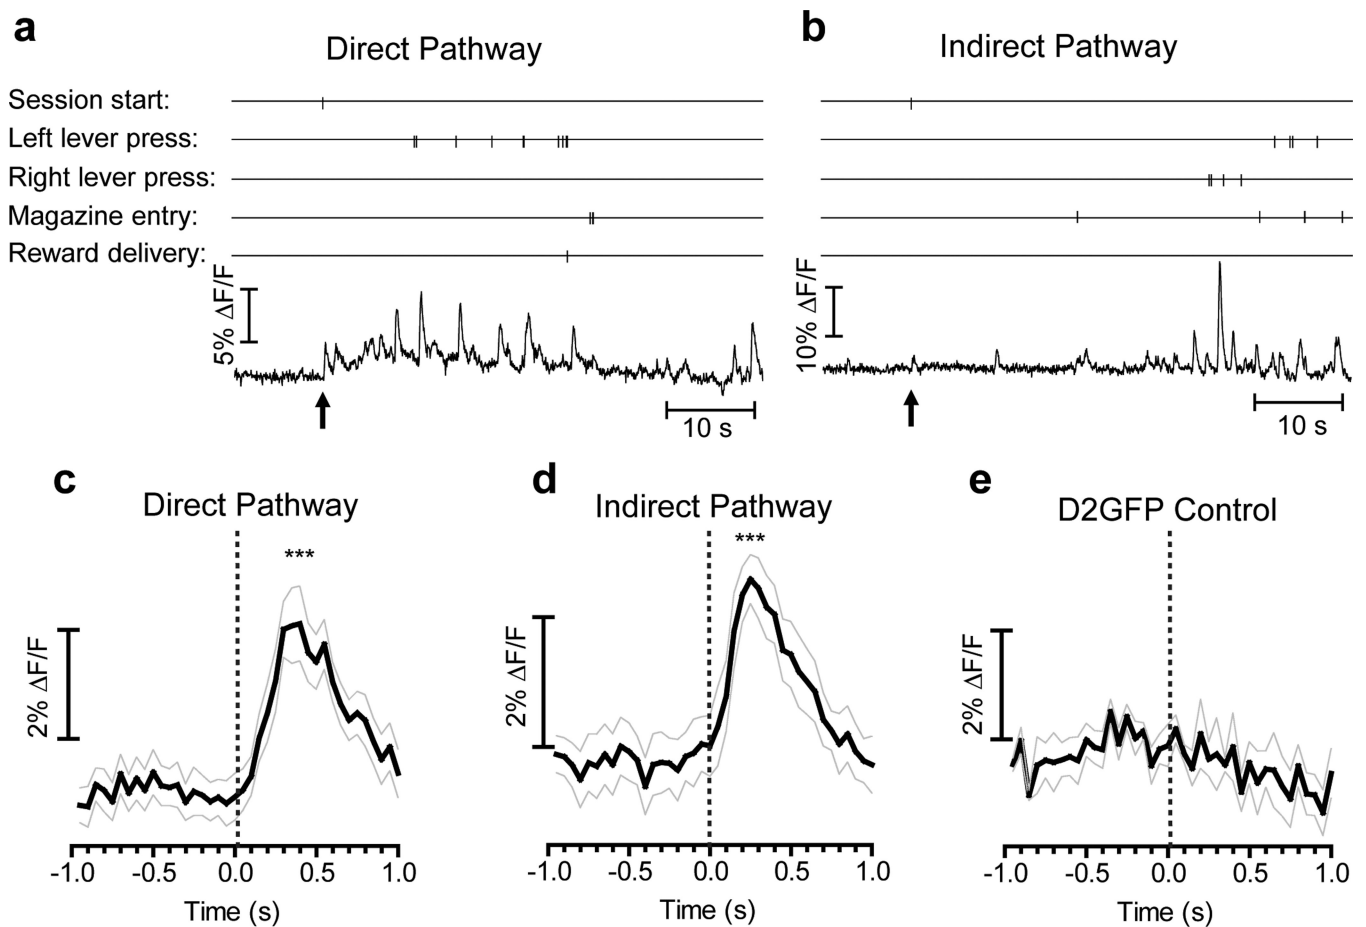 a
Direct Pathway
b
Indirect Pathway
Session start:
Left lever press:
Right lever press:
Magazine entry:
Reward delivery:
5% ΔF/F
10 s
10% ΔF/F
10 s
c
Direct Pathway
***
2% ΔF/F
-1.0 -0.5 0.0 0.5 1.0
Time (s)
d
Indirect Pathway
***
2% ΔF/F
-1.0 -0.5 0.0 0.5 1.0
Time (s)
e
D2GFP Control
2% ΔF/F
-1.0 -0.5 0.0 0.5 1.0
Time (s)